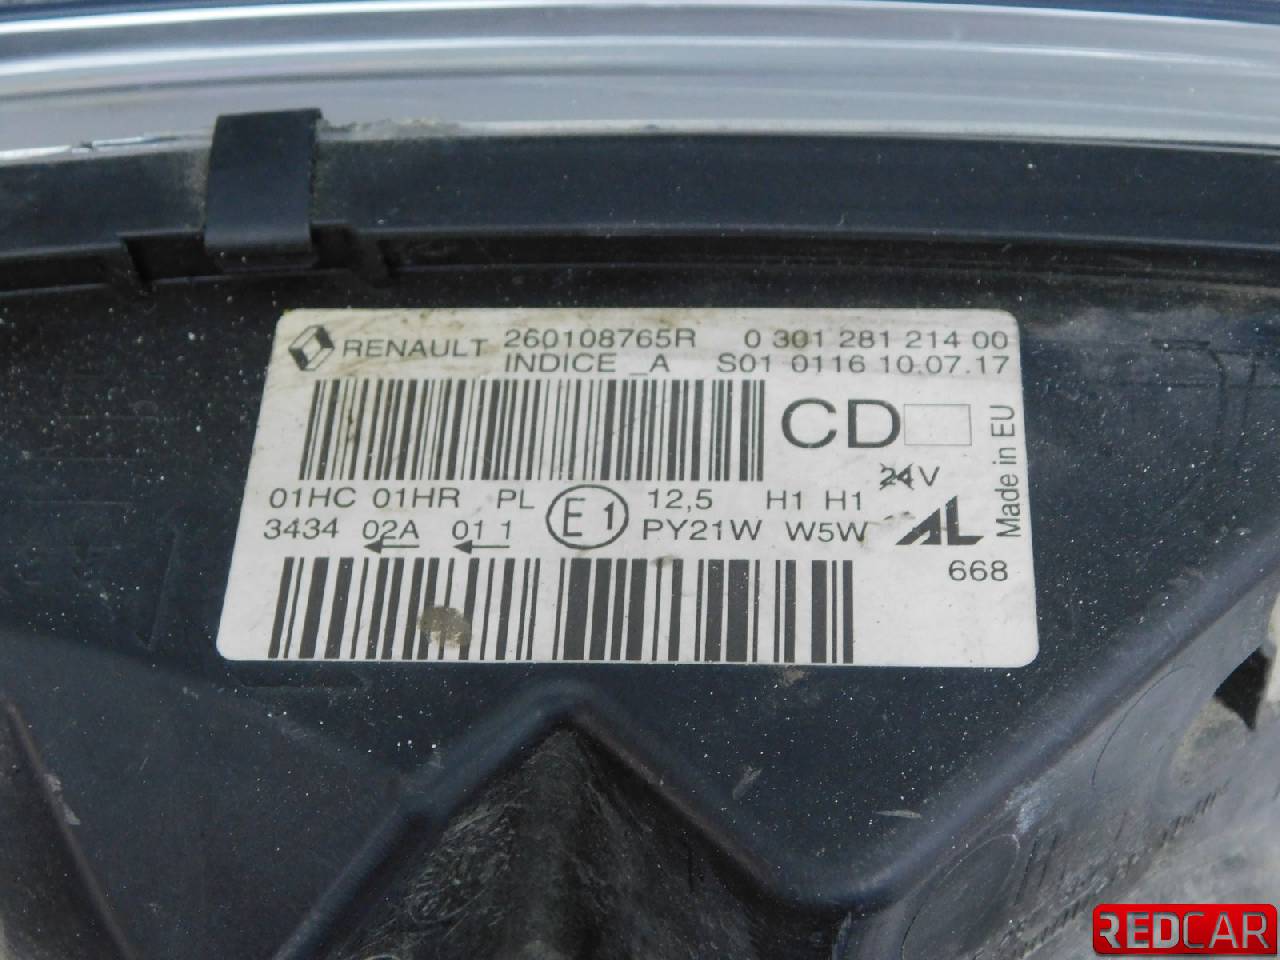 RENAULT 260108765R 0 301 281 214 00
INDICE _A S01 0116 10.07.17
CD
Made in EU
24V
01HC 01HR PL E1 12,5 H1 H1
3434 02A 01 1 PY21W W5W AL
668
REDCAR